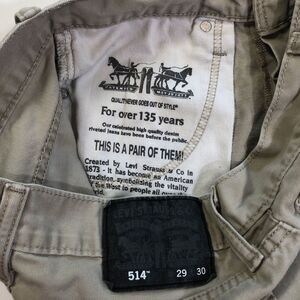 QUALITY NEVER GOES OUT OF STYLE®
For over 135 years
Our celebrated high quality denim
riveted jeans have been before the public.
THIS IS A PAIR OF THEM!
Created by Levi Strauss & Co in
1873 - It has become an American
tradition, symbolizing the vitality
of the West to people all over
514™ 29 30